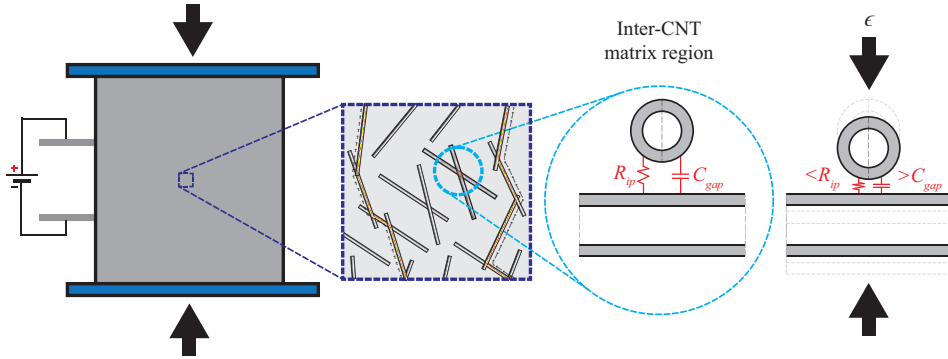 +
Inter-CNT
matrix region
R_ip
C_gap
ϵ
<R_ip
>C_gap